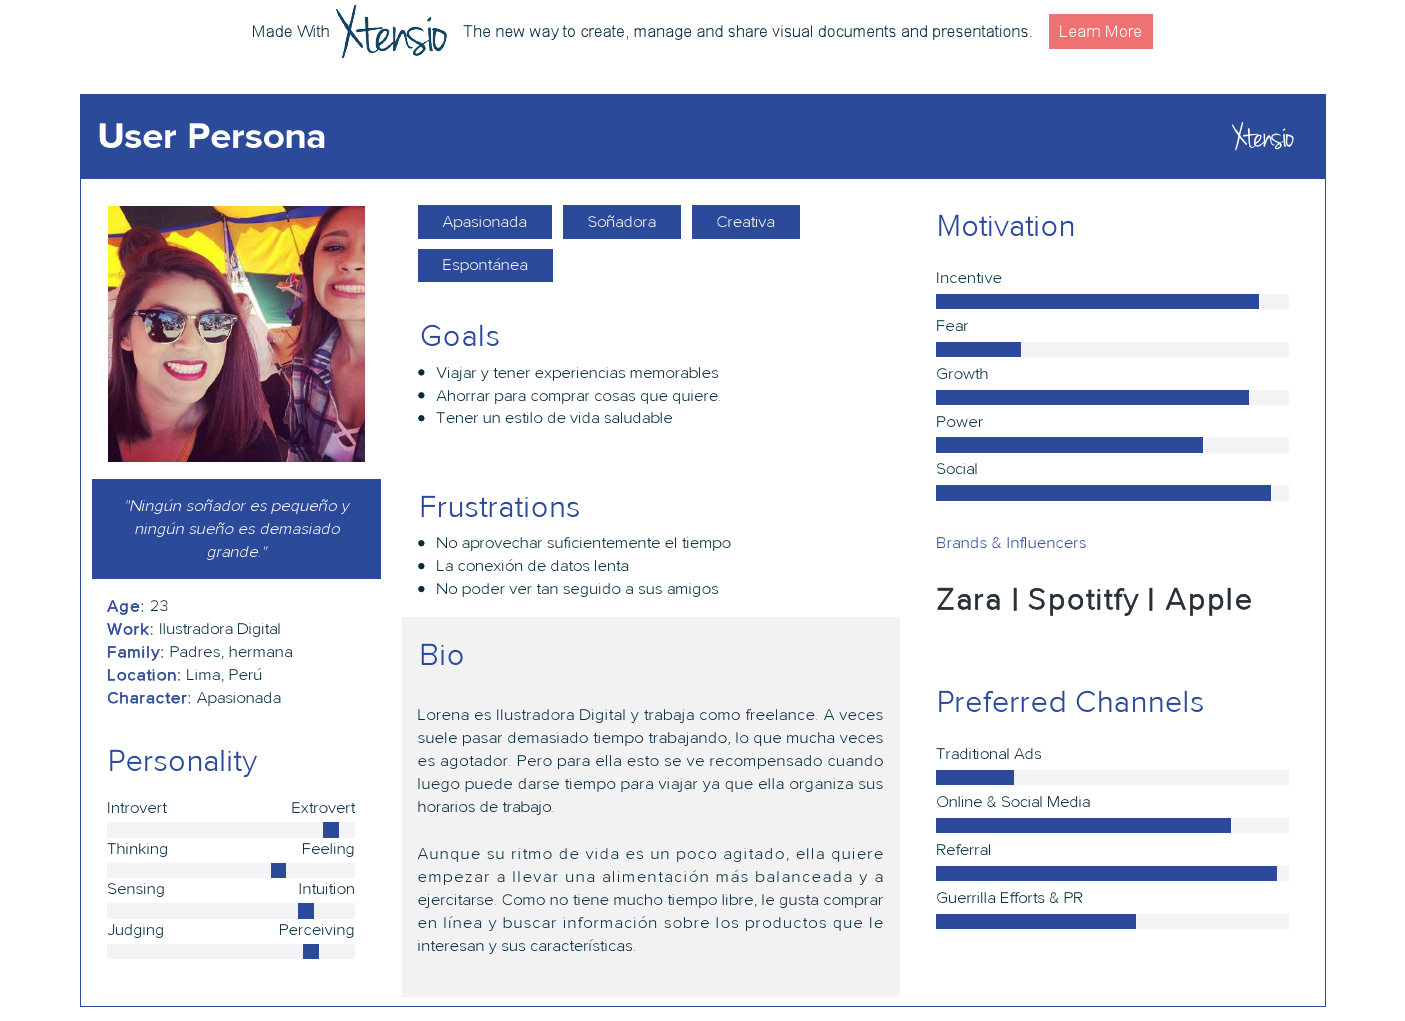 Made With Xtensio The new way to create, manage and share visual documents and presentations. Learn More
User Persona
Xtensio
"Ningún soñador es pequeño y
ningún sueño es demasiado
grande."
Age: 23
Work: Ilustradora Digital
Family: Padres, hermana
Location: Lima, Perú
Character: Apasionada
Personality
Introvert Extrovert
Thinking Feeling
Sensing Intuition
Judging Perceiving
Apasionada Soñadora Creativa
Espontánea
Goals
• Viajar y tener experiencias memorables
• Ahorrar para comprar cosas que quiere.
• Tener un estilo de vida saludable
Frustrations
• No aprovechar suficientemente el tiempo
• La conexión de datos lenta
• No poder ver tan seguido a sus amigos
Bio
Lorena es Ilustradora Digital y trabaja como freelance. A veces
suele pasar demasiado tiempo trabajando, lo que mucha veces
es agotador. Pero para ella esto se ve recompensado cuando
luego puede darse tiempo para viajar ya que ella organiza sus
horarios de trabajo.
Aunque su ritmo de vida es un poco agitado, ella quiere
empezar a llevar una alimentación más balanceada y a
ejercitarse. Como no tiene mucho tiempo libre, le gusta comprar
en línea y buscar información sobre los productos que le
interesan y sus características.
Motivation
Incentive
Fear
Growth
Power
Social
Brands & Influencers
Zara | Spotitfy | Apple
Preferred Channels
Traditional Ads
Online & Social Media
Referral
Guerrilla Efforts & PR